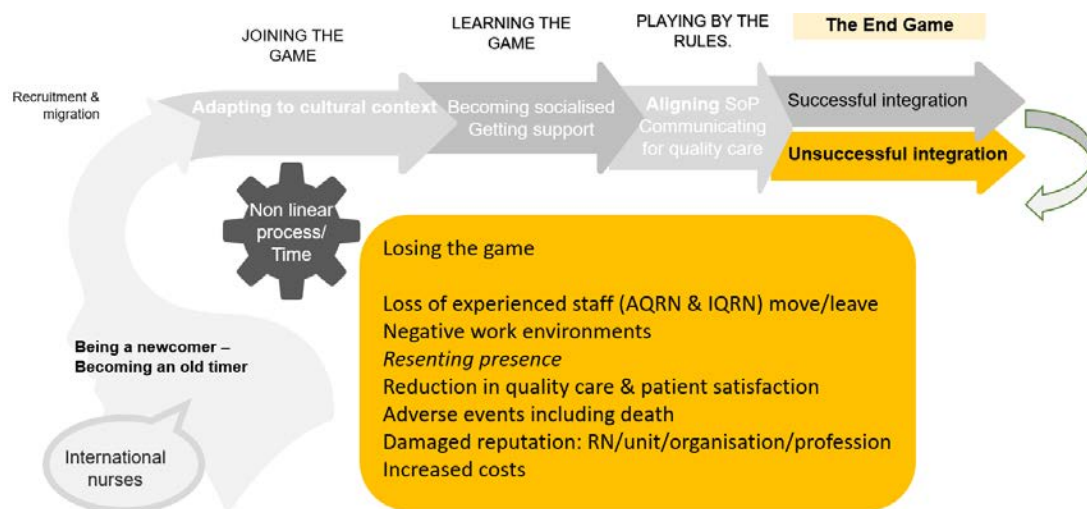 JOINING THE
GAME
LEARNING THE
GAME
PLAYING BY THE
RULES.
The End Game
Recruitment &
migration
Adapting to cultural context
Becoming socialised
Getting support
Aligning SoP
Communicating
for quality care
Successful integration
Unsuccessful integration
Non linear
process/
Time
Losing the game
Loss of experienced staff (AQRN & IQRN) move/leave
Negative work environments
Resenting presence
Reduction in quality care & patient satisfaction
Adverse events including death
Damaged reputation: RN/unit/organisation/profession
Increased costs
Being a newcomer –
Becoming an old timer
International
nurses